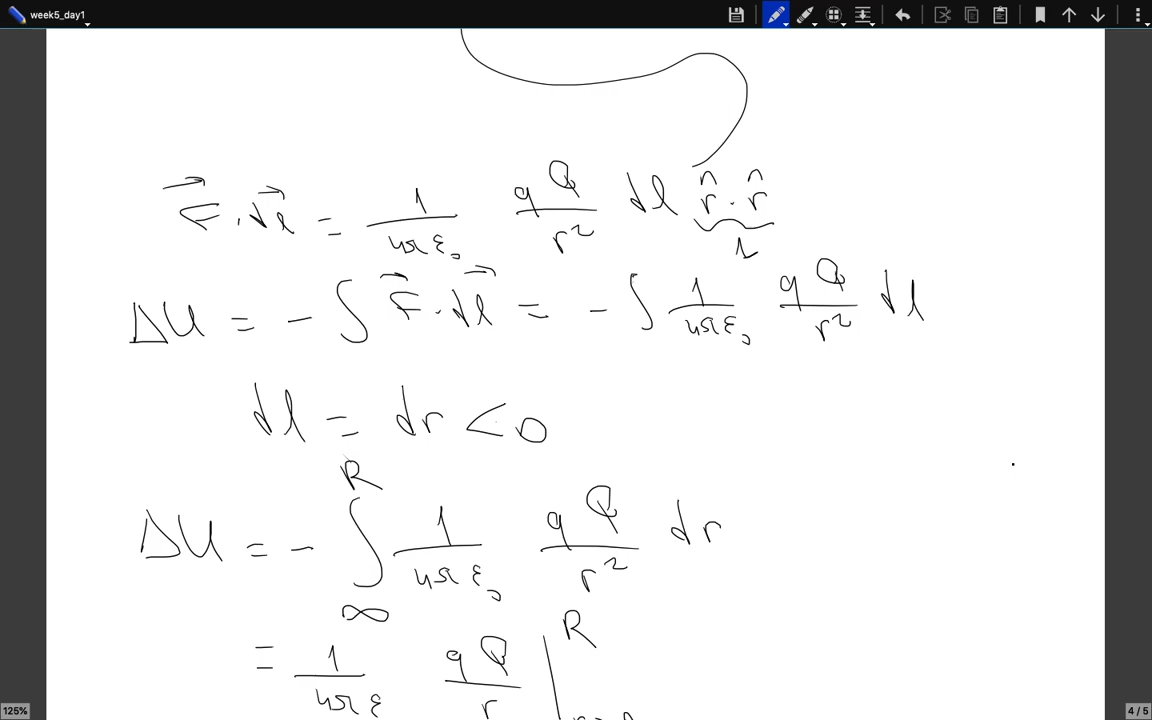 week5_day1
F⃗ · dl⃗ = 1/4πε₀ qQ/r² dl r̂ · r̂
1
ΔU = - ∫ F⃗ · dl⃗ = - ∫ 1/4πε₀ qQ/r² dl
dl = dr < 0
ΔU = - ∫_∞^R 1/4πε₀ qQ/r² dr
= 1/4πε qQ/r |^R
125%
4 / 5